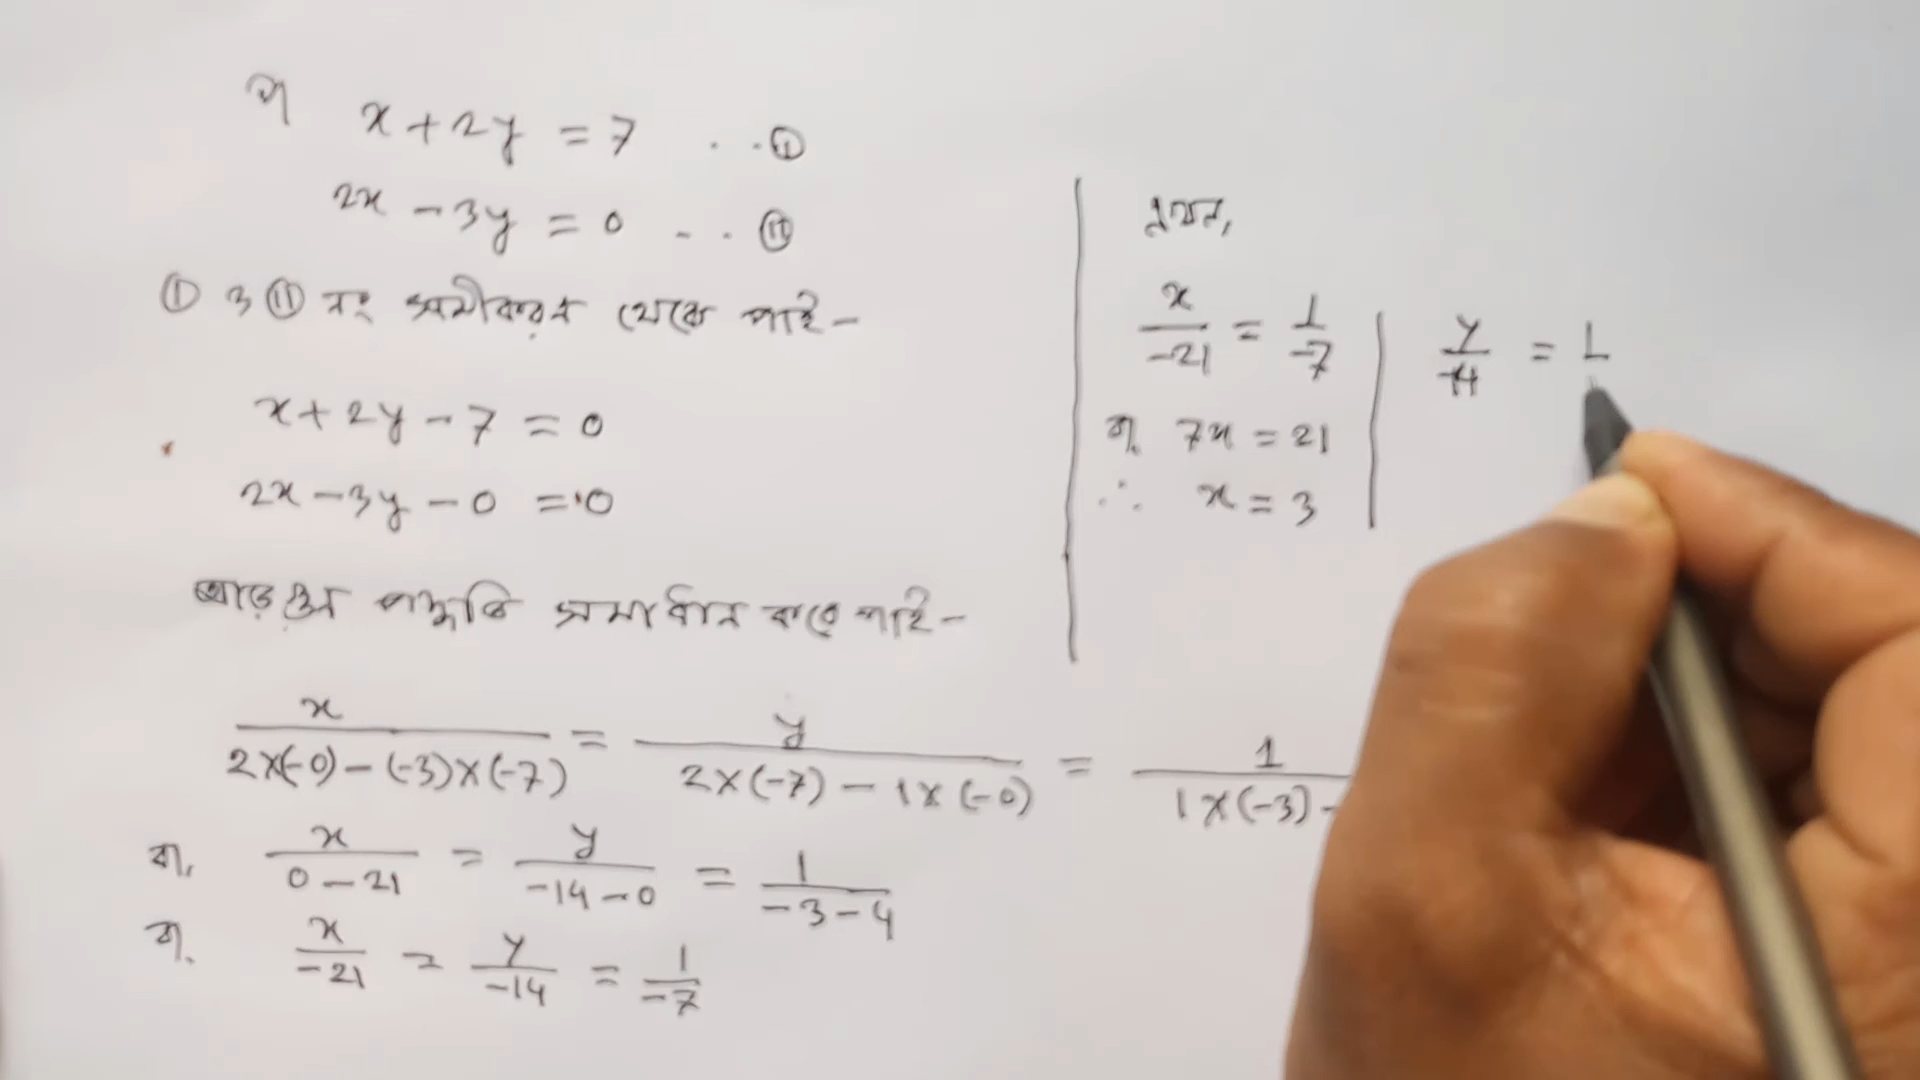 বা, x + 2y = 7 ...(i)
2x - 3y = 0 ...(ii)
(i) ও (ii) নং সমীকরণ থেকে পাই-
x + 2y - 7 = 0
2x - 3y - 0 = 0
আড়গুণ পদ্ধতি সমাধান করে পাই-
x/(2×(-0) - (-3)×(-7)) = y/(2×(-7) - 1×(-0)) = 1/(1×(-3) -
বা, x/(0 - 21) = y/(-14 - 0) = 1/(-3 - 4)
বা, x/-21 = y/-14 = 1/-7
এখন,
x/-21 = 1/-7
বা, 7x = 21
∴ x = 3
y/-14 = 1